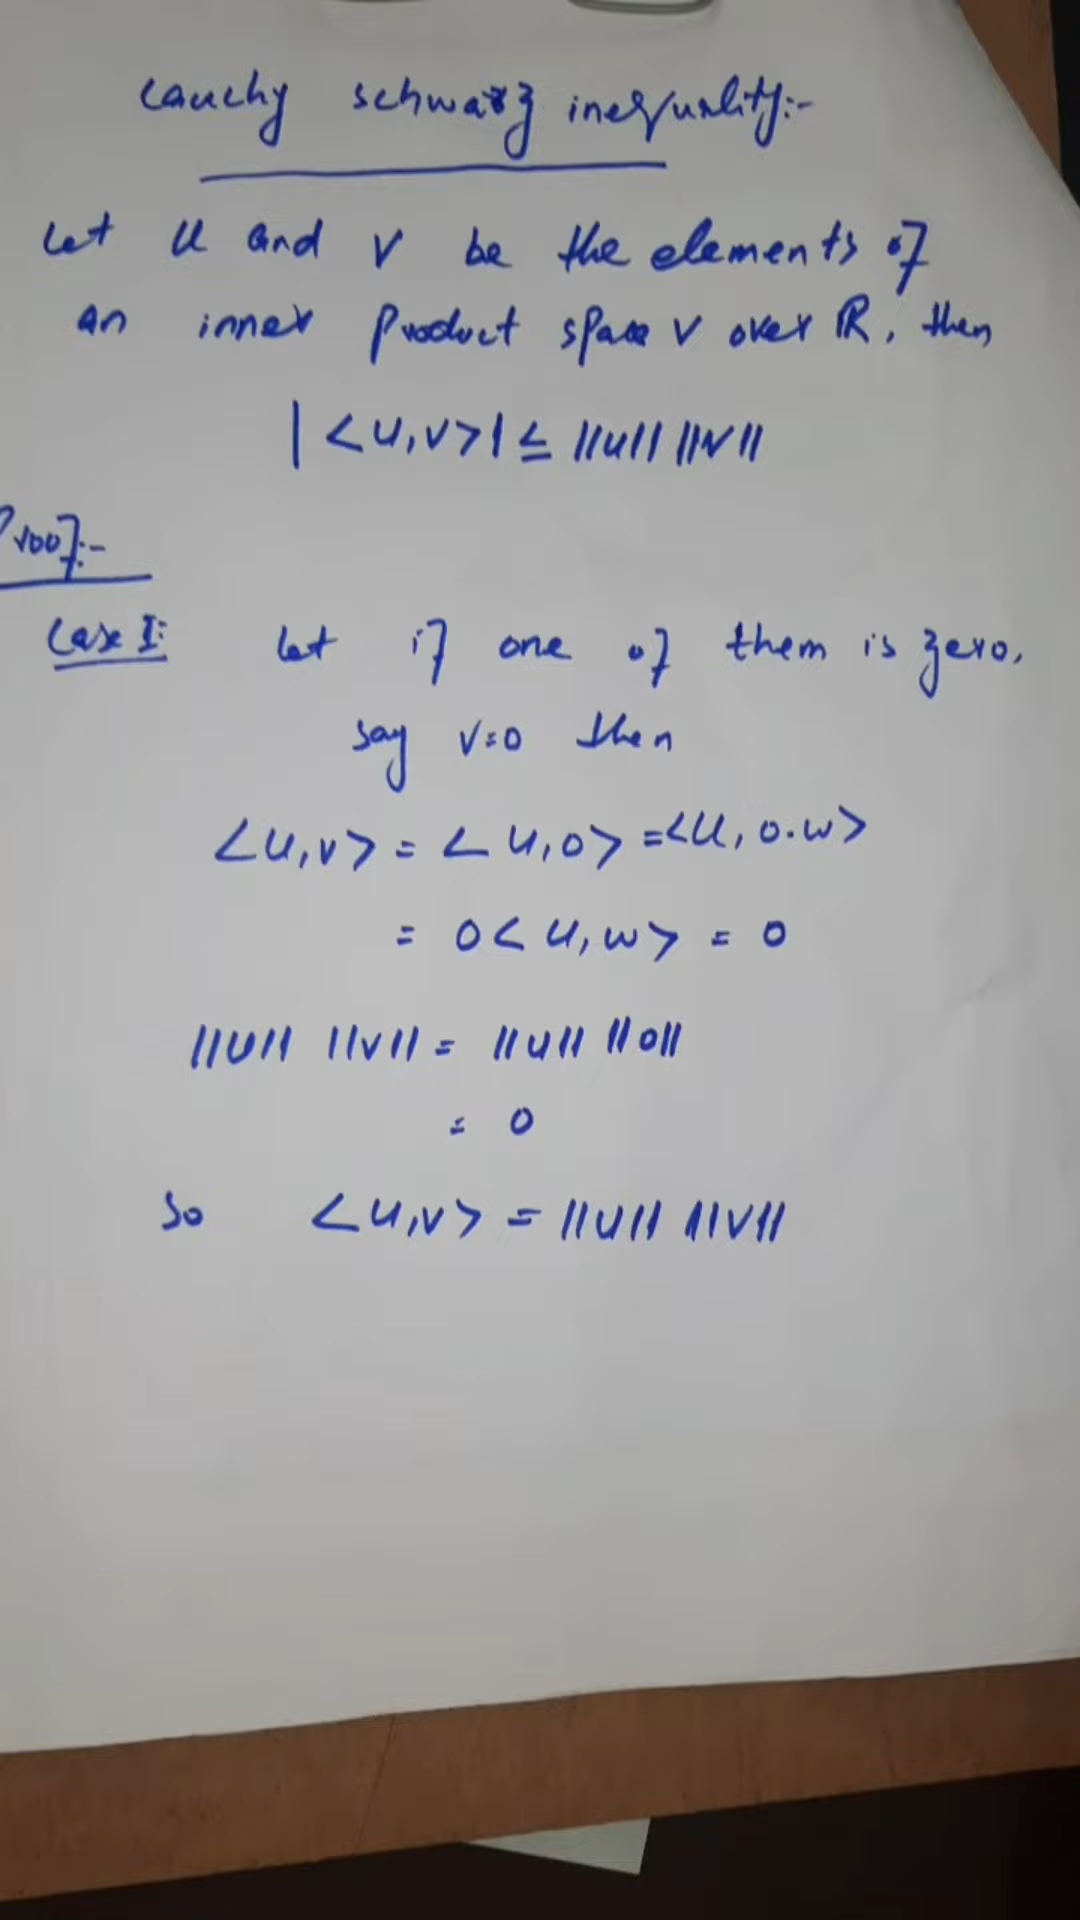 Cauchy schwarz inequality:-
Let u and v be the elements of
an inner product space v over ℝ, then
|<u,v>| ≤ ||u|| ||v||
Proof:-
Case I: Let if one of them is zero,
say v=0 then
<u,v> = <u,0> = <u,0.w>
= 0<u,w> = 0
||u|| ||v|| = ||u|| ||0||
= 0
So <u,v> = ||u|| ||v||